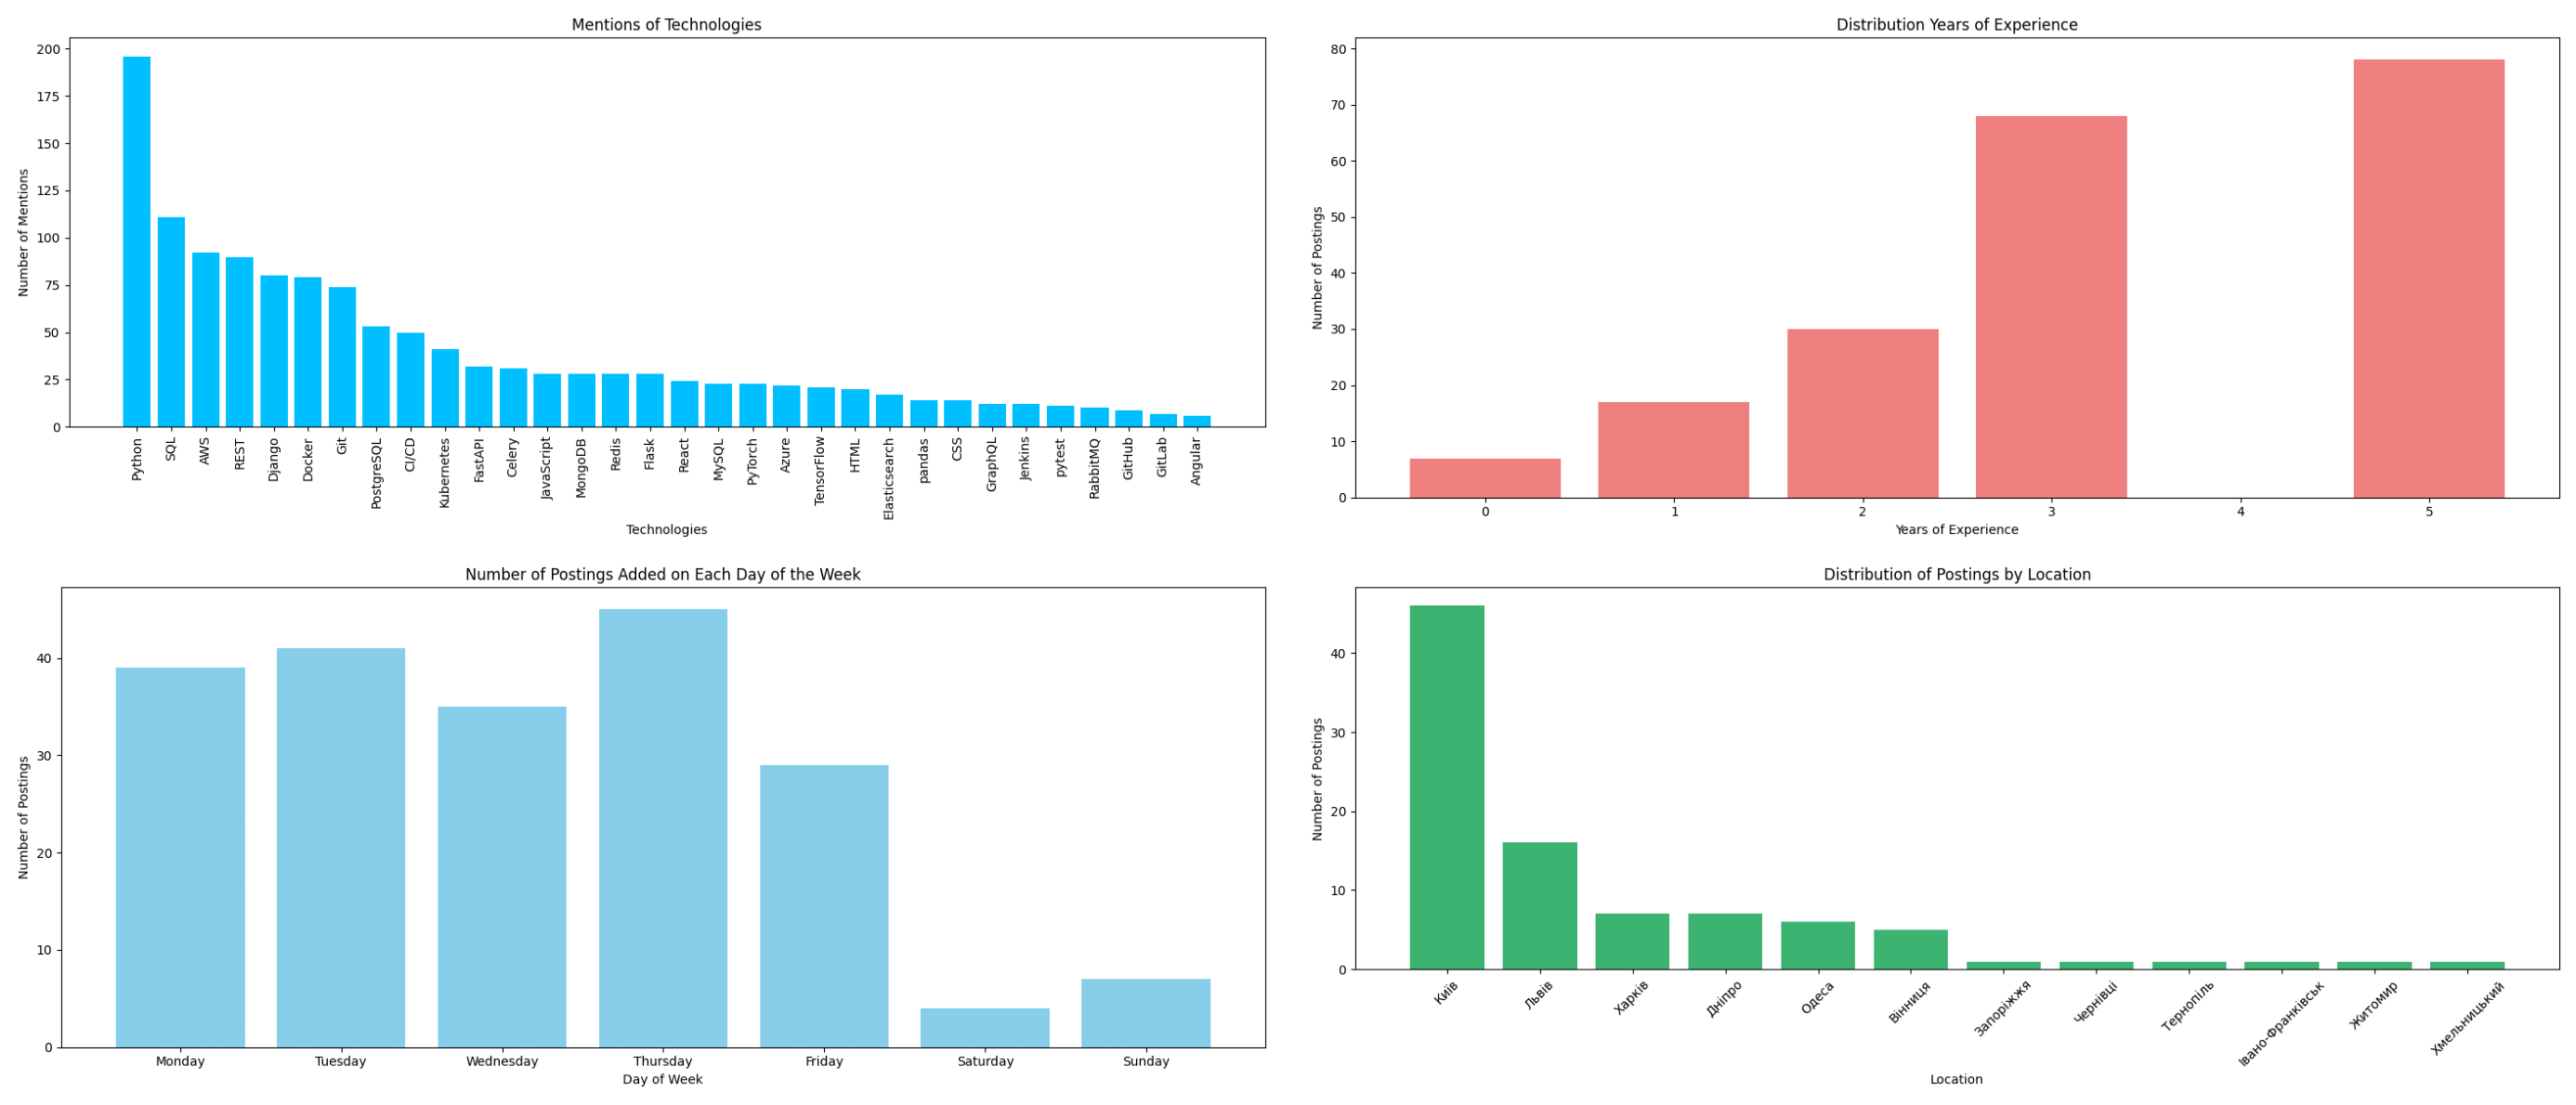 Mentions of Technologies
Number of Mentions
200
175
150
125
100
75
50
25
0
Python
SQL
AWS
REST
Django
Docker
Git
PostgreSQL
CI/CD
Kubernetes
FastAPI
Celery
JavaScript
MongoDB
Redis
Flask
React
MySQL
PyTorch
Azure
TensorFlow
HTML
Elasticsearch
pandas
CSS
GraphQL
Jenkins
pytest
RabbitMQ
GitHub
GitLab
Angular
Technologies
Distribution Years of Experience
Number of Postings
80
70
60
50
40
30
20
10
0
0 1 2 3 4 5
Years of Experience
Number of Postings Added on Each Day of the Week
Number of Postings
40
30
20
10
0
Monday Tuesday Wednesday Thursday Friday Saturday Sunday
Day of Week
Distribution of Postings by Location
Number of Postings
40
30
20
10
0
Київ
Львів
Харків
Дніпро
Одеса
Вінниця
Запоріжжя
Чернівці
Тернопіль
Івано-Франківськ
Житомир
Хмельницький
Location